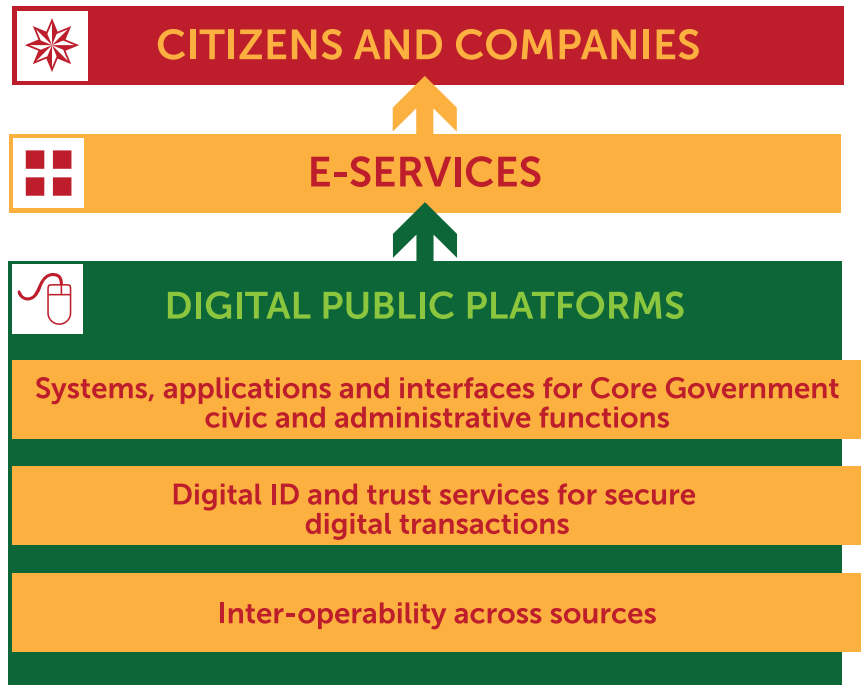 CITIZENS AND COMPANIES
E-SERVICES
DIGITAL PUBLIC PLATFORMS
Systems, applications and interfaces for Core Government
civic and administrative functions
Digital ID and trust services for secure
digital transactions
Inter-operability across sources